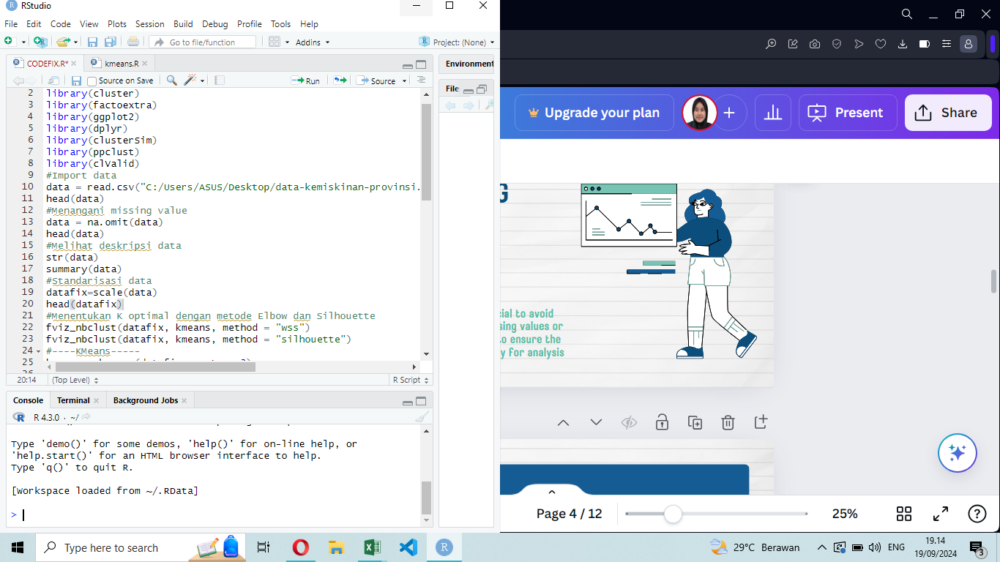 RStudio
File Edit Code View Plots Session Build Debug Profile Tools Help
Go to file/function
Addins
Project: (None)
CODEFIX.R*
kmeans.R
Environment
Source on Save
Run
Source
File
2 library(cluster)
3 library(factoextra)
4 library(ggplot2)
5 library(dplyr)
6 library(clusterSim)
7 library(ppclust)
8 library(clValid)
9 #Import data
10 data = read.csv("C:/Users/ASUS/Desktop/data-kemiskinan-provinsi.
11 head(data)
12 #Menangani missing value
13 data = na.omit(data)
14 head(data)
15 #Melihat deskripsi data
16 str(data)
17 summary(data)
18 #Standarisasi data
19 datafix=scale(data)
20 head(datafix)
21 #Menentukan K optimal dengan metode Elbow dan Silhouette
22 fviz_nbclust(datafix, kmeans, method = "wss")
23 fviz_nbclust(datafix, kmeans, method = "silhouette")
24 #----KMeans-----
25
20:14 (Top Level) R Script
Console Terminal Background Jobs
R 4.3.0 · ~/
Type 'demo()' for some demos, 'help()' for on-line help, or
'help.start()' for an HTML browser interface to help.
Type 'q()' to quit R.
[Workspace loaded from ~/.RData]
>
Upgrade your plan
Present
Share
G
cial to avoid
sing values or
to ensure the
y for analysis
Page 4 / 12
25%
Type here to search
29°C Berawan
ENG
19.14
19/09/2024
3